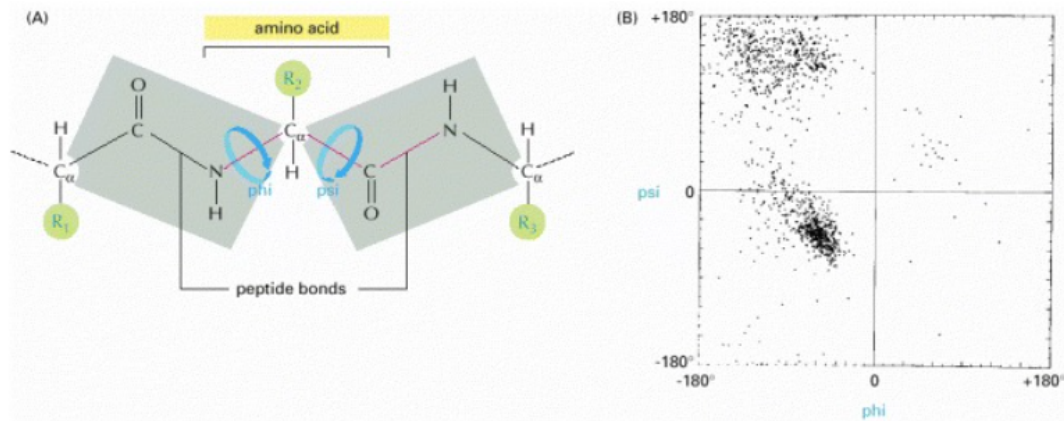 (A)
amino acid
O
H
R2
H
H
C
Cα
N
Cα
N
H
phi
H
psi
C
O
Cα
R1
R3
peptide bonds
(B)
+180°
psi
0
-180°
-180°
0
+180°
phi